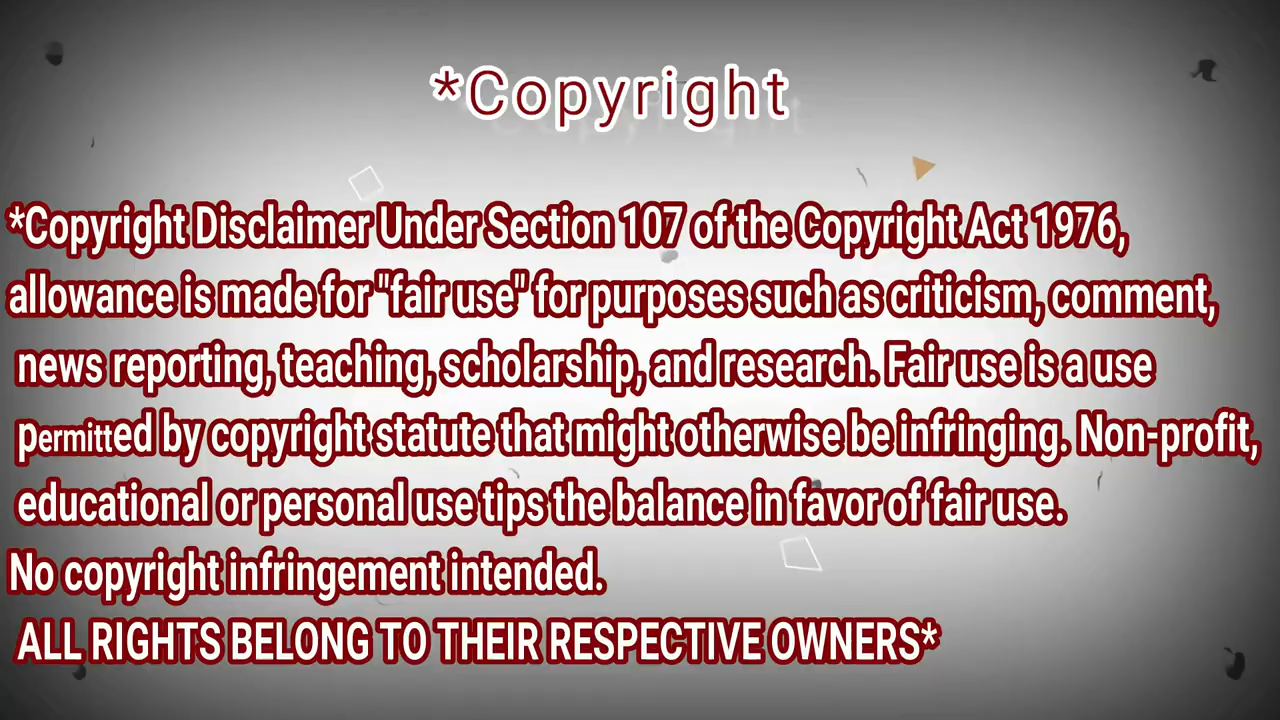 *Copyright
*Copyright Disclaimer Under Section 107 of the Copyright Act 1976,
allowance is made for "fair use" for purposes such as criticism, comment,
news reporting, teaching, scholarship, and research. Fair use is a use
permitted by copyright statute that might otherwise be infringing. Non-profit,
educational or personal use tips the balance in favor of fair use.
No copyright infringement intended.
ALL RIGHTS BELONG TO THEIR RESPECTIVE OWNERS*